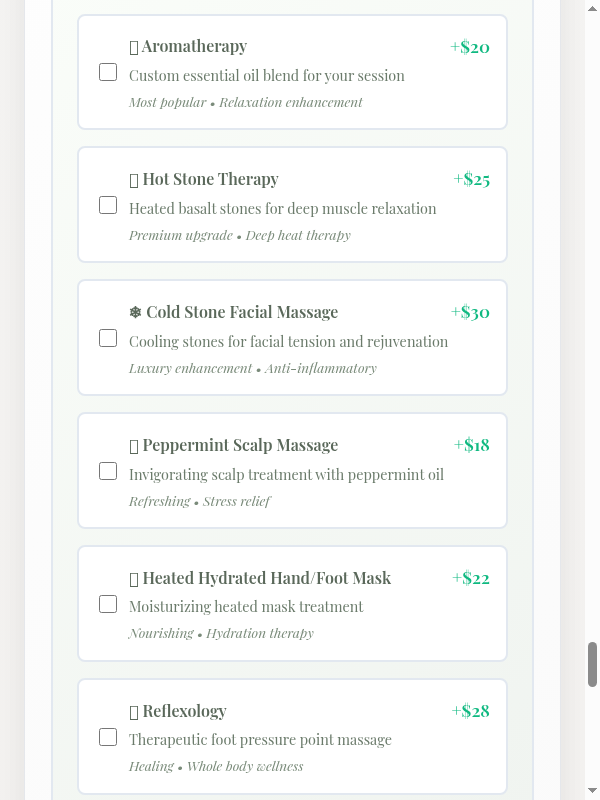 Aromatherapy +$20
Custom essential oil blend for your session
Most popular • Relaxation enhancement
Hot Stone Therapy +$25
Heated basalt stones for deep muscle relaxation
Premium upgrade • Deep heat therapy
❄ Cold Stone Facial Massage +$30
Cooling stones for facial tension and rejuvenation
Luxury enhancement • Anti-inflammatory
Peppermint Scalp Massage +$18
Invigorating scalp treatment with peppermint oil
Refreshing • Stress relief
Heated Hydrated Hand/Foot Mask +$22
Moisturizing heated mask treatment
Nourishing • Hydration therapy
Reflexology +$28
Therapeutic foot pressure point massage
Healing • Whole body wellness